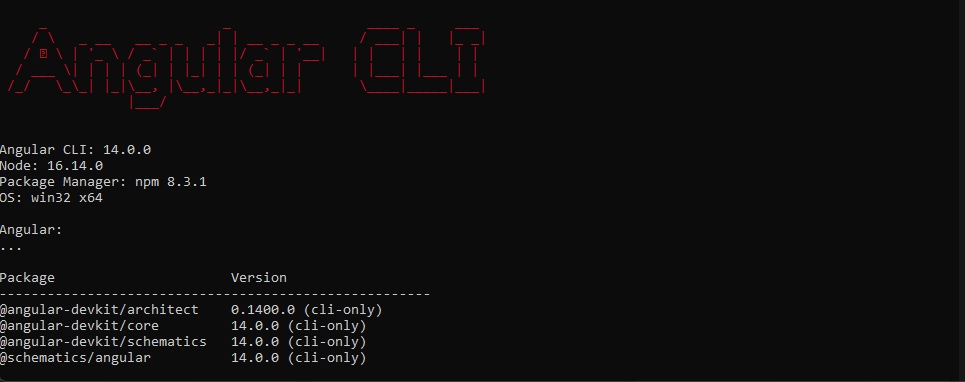 Angular CLI
Angular CLI: 14.0.0
Node: 16.14.0
Package Manager: npm 8.3.1
OS: win32 x64
Angular:
...
Package Version
------------------------------------------------------
@angular-devkit/architect 0.1400.0 (cli-only)
@angular-devkit/core 14.0.0 (cli-only)
@angular-devkit/schematics 14.0.0 (cli-only)
@schematics/angular 14.0.0 (cli-only)